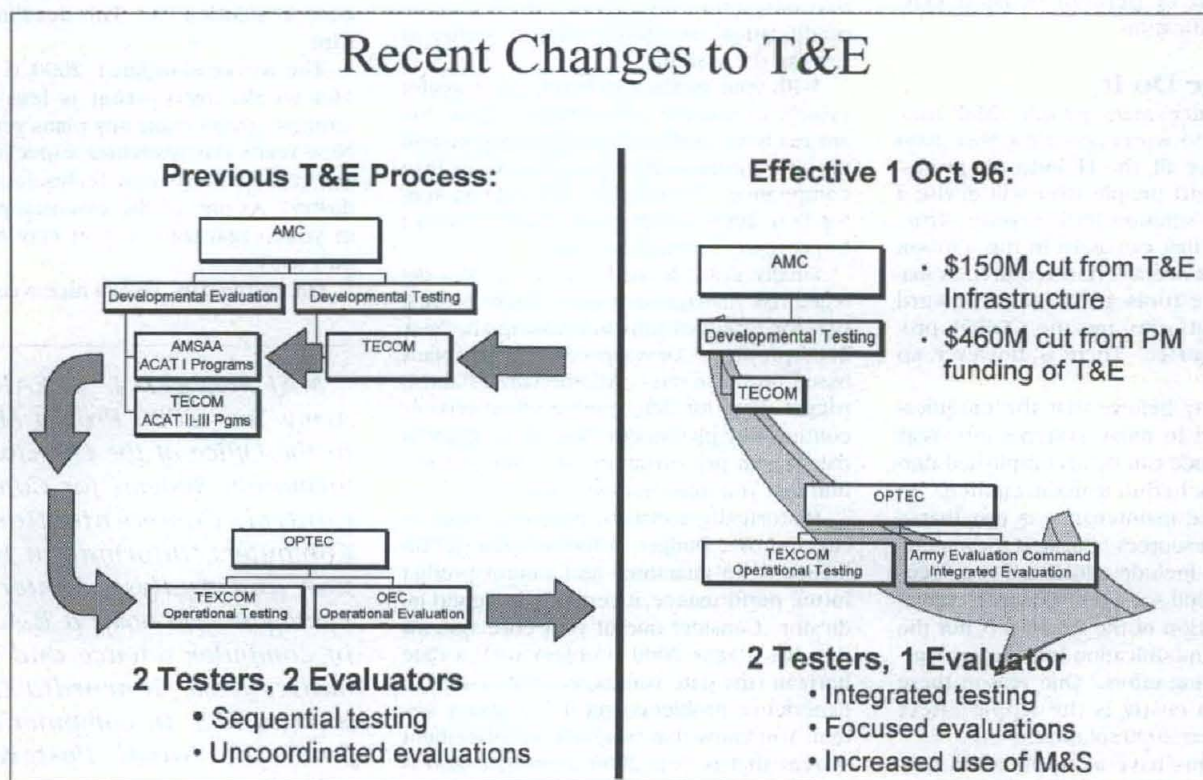 Recent Changes to T&E
Previous T&E Process:
AMC
Developmental Evaluation
Developmental Testing
AMSAA
ACAT I Programs
TECOM
TECOM
ACAT II-III Pgms
OPTEC
TEXCOM
Operational Testing
OEC
Operational Evaluation
2 Testers, 2 Evaluators
• Sequential testing
• Uncoordinated evaluations
Effective 1 Oct 96:
AMC
Developmental Testing
TECOM
• $150M cut from T&E
Infrastructure
• $460M cut from PM
funding of T&E
OPTEC
TEXCOM
Operational Testing
Army Evaluation Command
Integrated Evaluation
2 Testers, 1 Evaluator
• Integrated testing
• Focused evaluations
• Increased use of M&S